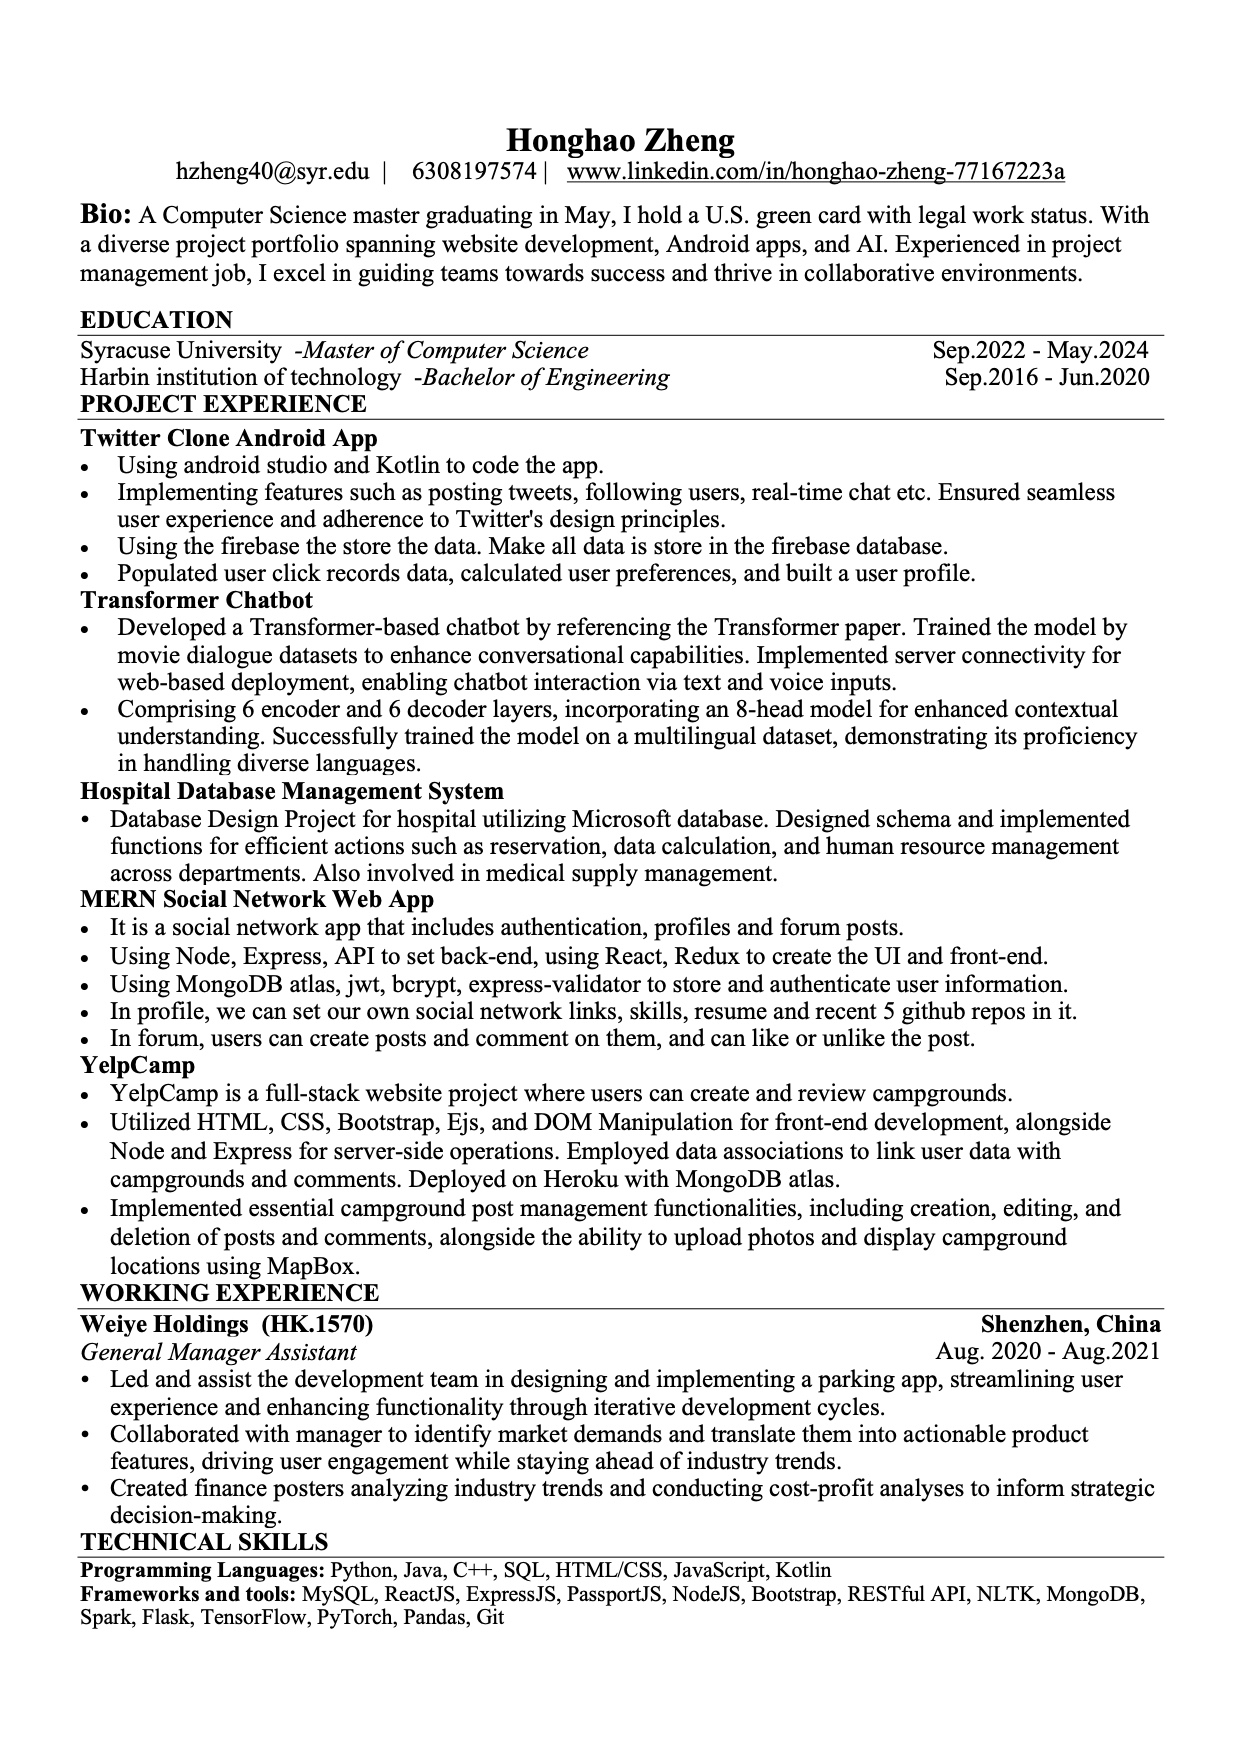 Honghao Zheng
hzheng40@syr.edu | 6308197574 | www.linkedin.com/in/honghao-zheng-77167223a
Bio: A Computer Science master graduating in May, I hold a U.S. green card with legal work status. With
a diverse project portfolio spanning website development, Android apps, and AI. Experienced in project
management job, I excel in guiding teams towards success and thrive in collaborative environments.
EDUCATION
Syracuse University -Master of Computer Science Sep.2022 - May.2024
Harbin institution of technology -Bachelor of Engineering Sep.2016 - Jun.2020
PROJECT EXPERIENCE
Twitter Clone Android App
• Using android studio and Kotlin to code the app.
• Implementing features such as posting tweets, following users, real-time chat etc. Ensured seamless
user experience and adherence to Twitter's design principles.
• Using the firebase the store the data. Make all data is store in the firebase database.
• Populated user click records data, calculated user preferences, and built a user profile.
Transformer Chatbot
• Developed a Transformer-based chatbot by referencing the Transformer paper. Trained the model by
movie dialogue datasets to enhance conversational capabilities. Implemented server connectivity for
web-based deployment, enabling chatbot interaction via text and voice inputs.
• Comprising 6 encoder and 6 decoder layers, incorporating an 8-head model for enhanced contextual
understanding. Successfully trained the model on a multilingual dataset, demonstrating its proficiency
in handling diverse languages.
Hospital Database Management System
• Database Design Project for hospital utilizing Microsoft database. Designed schema and implemented
functions for efficient actions such as reservation, data calculation, and human resource management
across departments. Also involved in medical supply management.
MERN Social Network Web App
• It is a social network app that includes authentication, profiles and forum posts.
• Using Node, Express, API to set back-end, using React, Redux to create the UI and front-end.
• Using MongoDB atlas, jwt, bcrypt, express-validator to store and authenticate user information.
• In profile, we can set our own social network links, skills, resume and recent 5 github repos in it.
• In forum, users can create posts and comment on them, and can like or unlike the post.
YelpCamp
• YelpCamp is a full-stack website project where users can create and review campgrounds.
• Utilized HTML, CSS, Bootstrap, Ejs, and DOM Manipulation for front-end development, alongside
Node and Express for server-side operations. Employed data associations to link user data with
campgrounds and comments. Deployed on Heroku with MongoDB atlas.
• Implemented essential campground post management functionalities, including creation, editing, and
deletion of posts and comments, alongside the ability to upload photos and display campground
locations using MapBox.
WORKING EXPERIENCE
Weiye Holdings (HK.1570) Shenzhen, China
General Manager Assistant Aug. 2020 - Aug.2021
• Led and assist the development team in designing and implementing a parking app, streamlining user
experience and enhancing functionality through iterative development cycles.
• Collaborated with manager to identify market demands and translate them into actionable product
features, driving user engagement while staying ahead of industry trends.
• Created finance posters analyzing industry trends and conducting cost-profit analyses to inform strategic
decision-making.
TECHNICAL SKILLS
Programming Languages: Python, Java, C++, SQL, HTML/CSS, JavaScript, Kotlin
Frameworks and tools: MySQL, ReactJS, ExpressJS, PassportJS, NodeJS, Bootstrap, RESTful API, NLTK, MongoDB,
Spark, Flask, TensorFlow, PyTorch, Pandas, Git